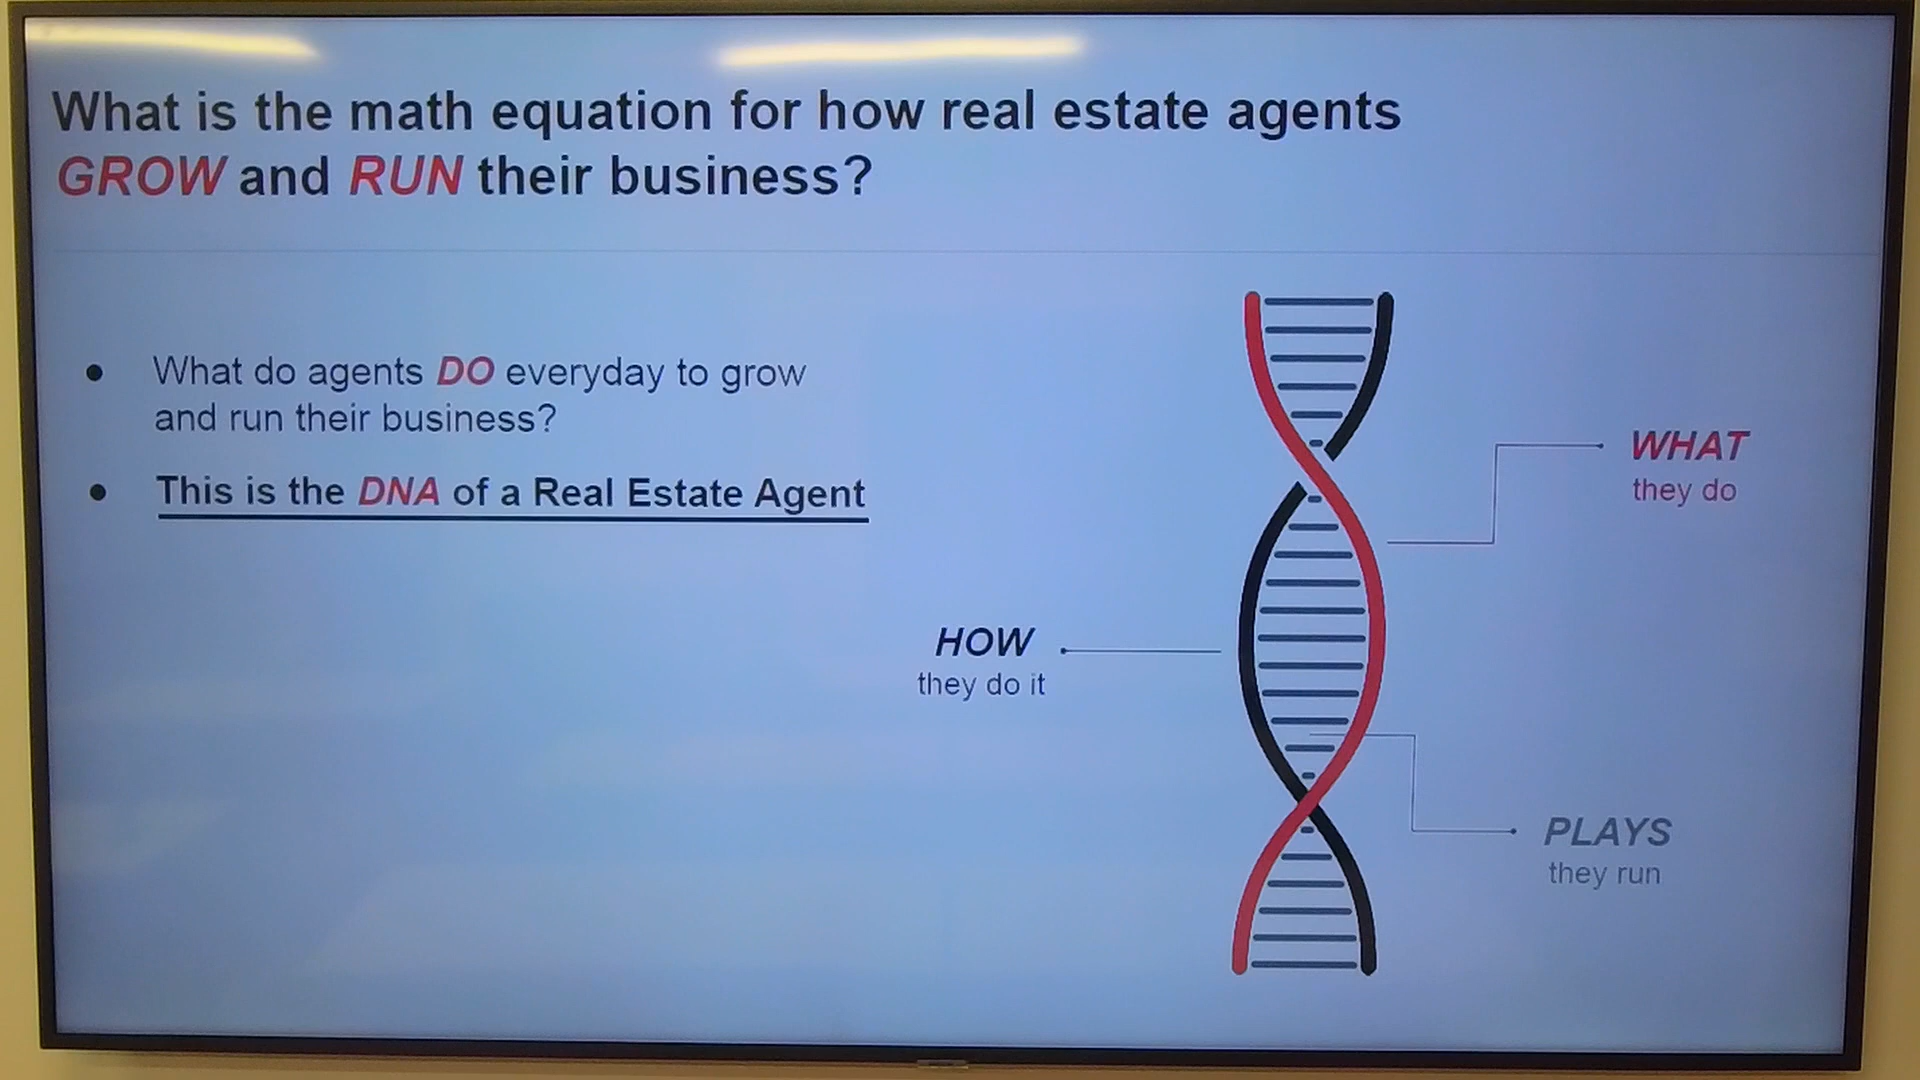 What is the math equation for how real estate agents
GROW and RUN their business?
• What do agents DO everyday to grow
and run their business?
• This is the DNA of a Real Estate Agent
WHAT
they do
HOW
they do it
PLAYS
they run